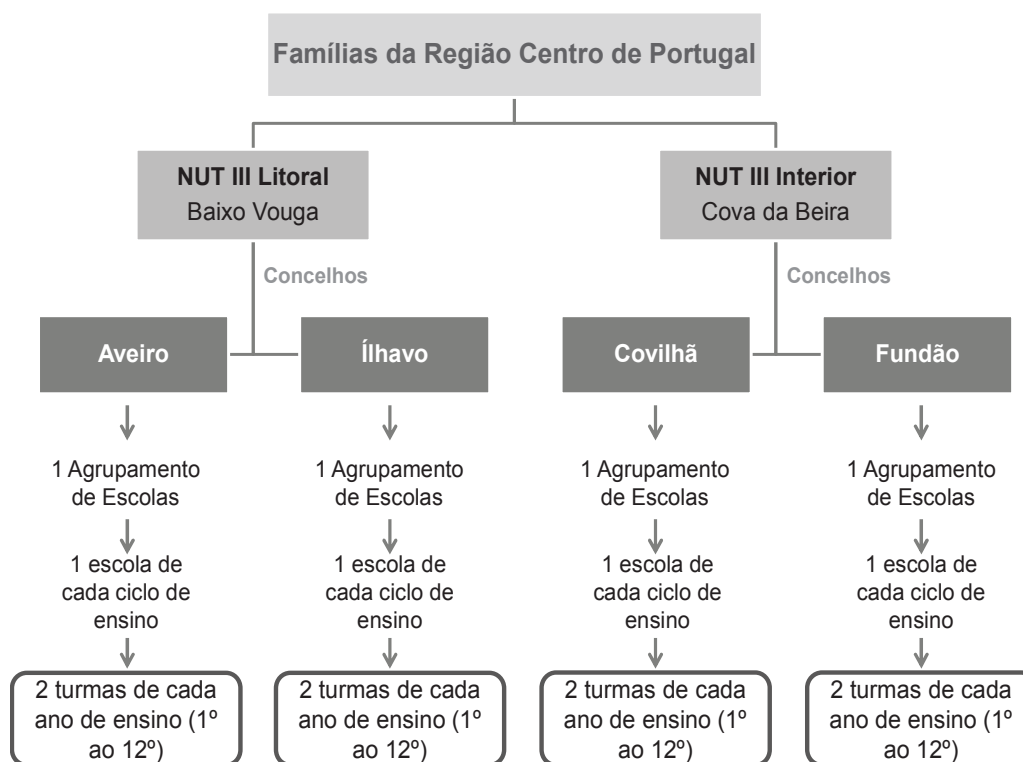 Famílias da Região Centro de Portugal
NUT III Litoral
Baixo Vouga
NUT III Interior
Cova da Beira
Concelhos
Concelhos
Aveiro
Ílhavo
Covilhã
Fundão
1 Agrupamento
de Escolas
1 Agrupamento
de Escolas
1 Agrupamento
de Escolas
1 Agrupamento
de Escolas
1 escola de
cada ciclo de
ensino
1 escola de
cada ciclo de
ensino
1 escola de
cada ciclo de
ensino
1 escola de
cada ciclo de
ensino
2 turmas de cada
ano de ensino (1º
ao 12º)
2 turmas de cada
ano de ensino (1º
ao 12º)
2 turmas de cada
ano de ensino (1º
ao 12º)
2 turmas de cada
ano de ensino (1º
ao 12º)